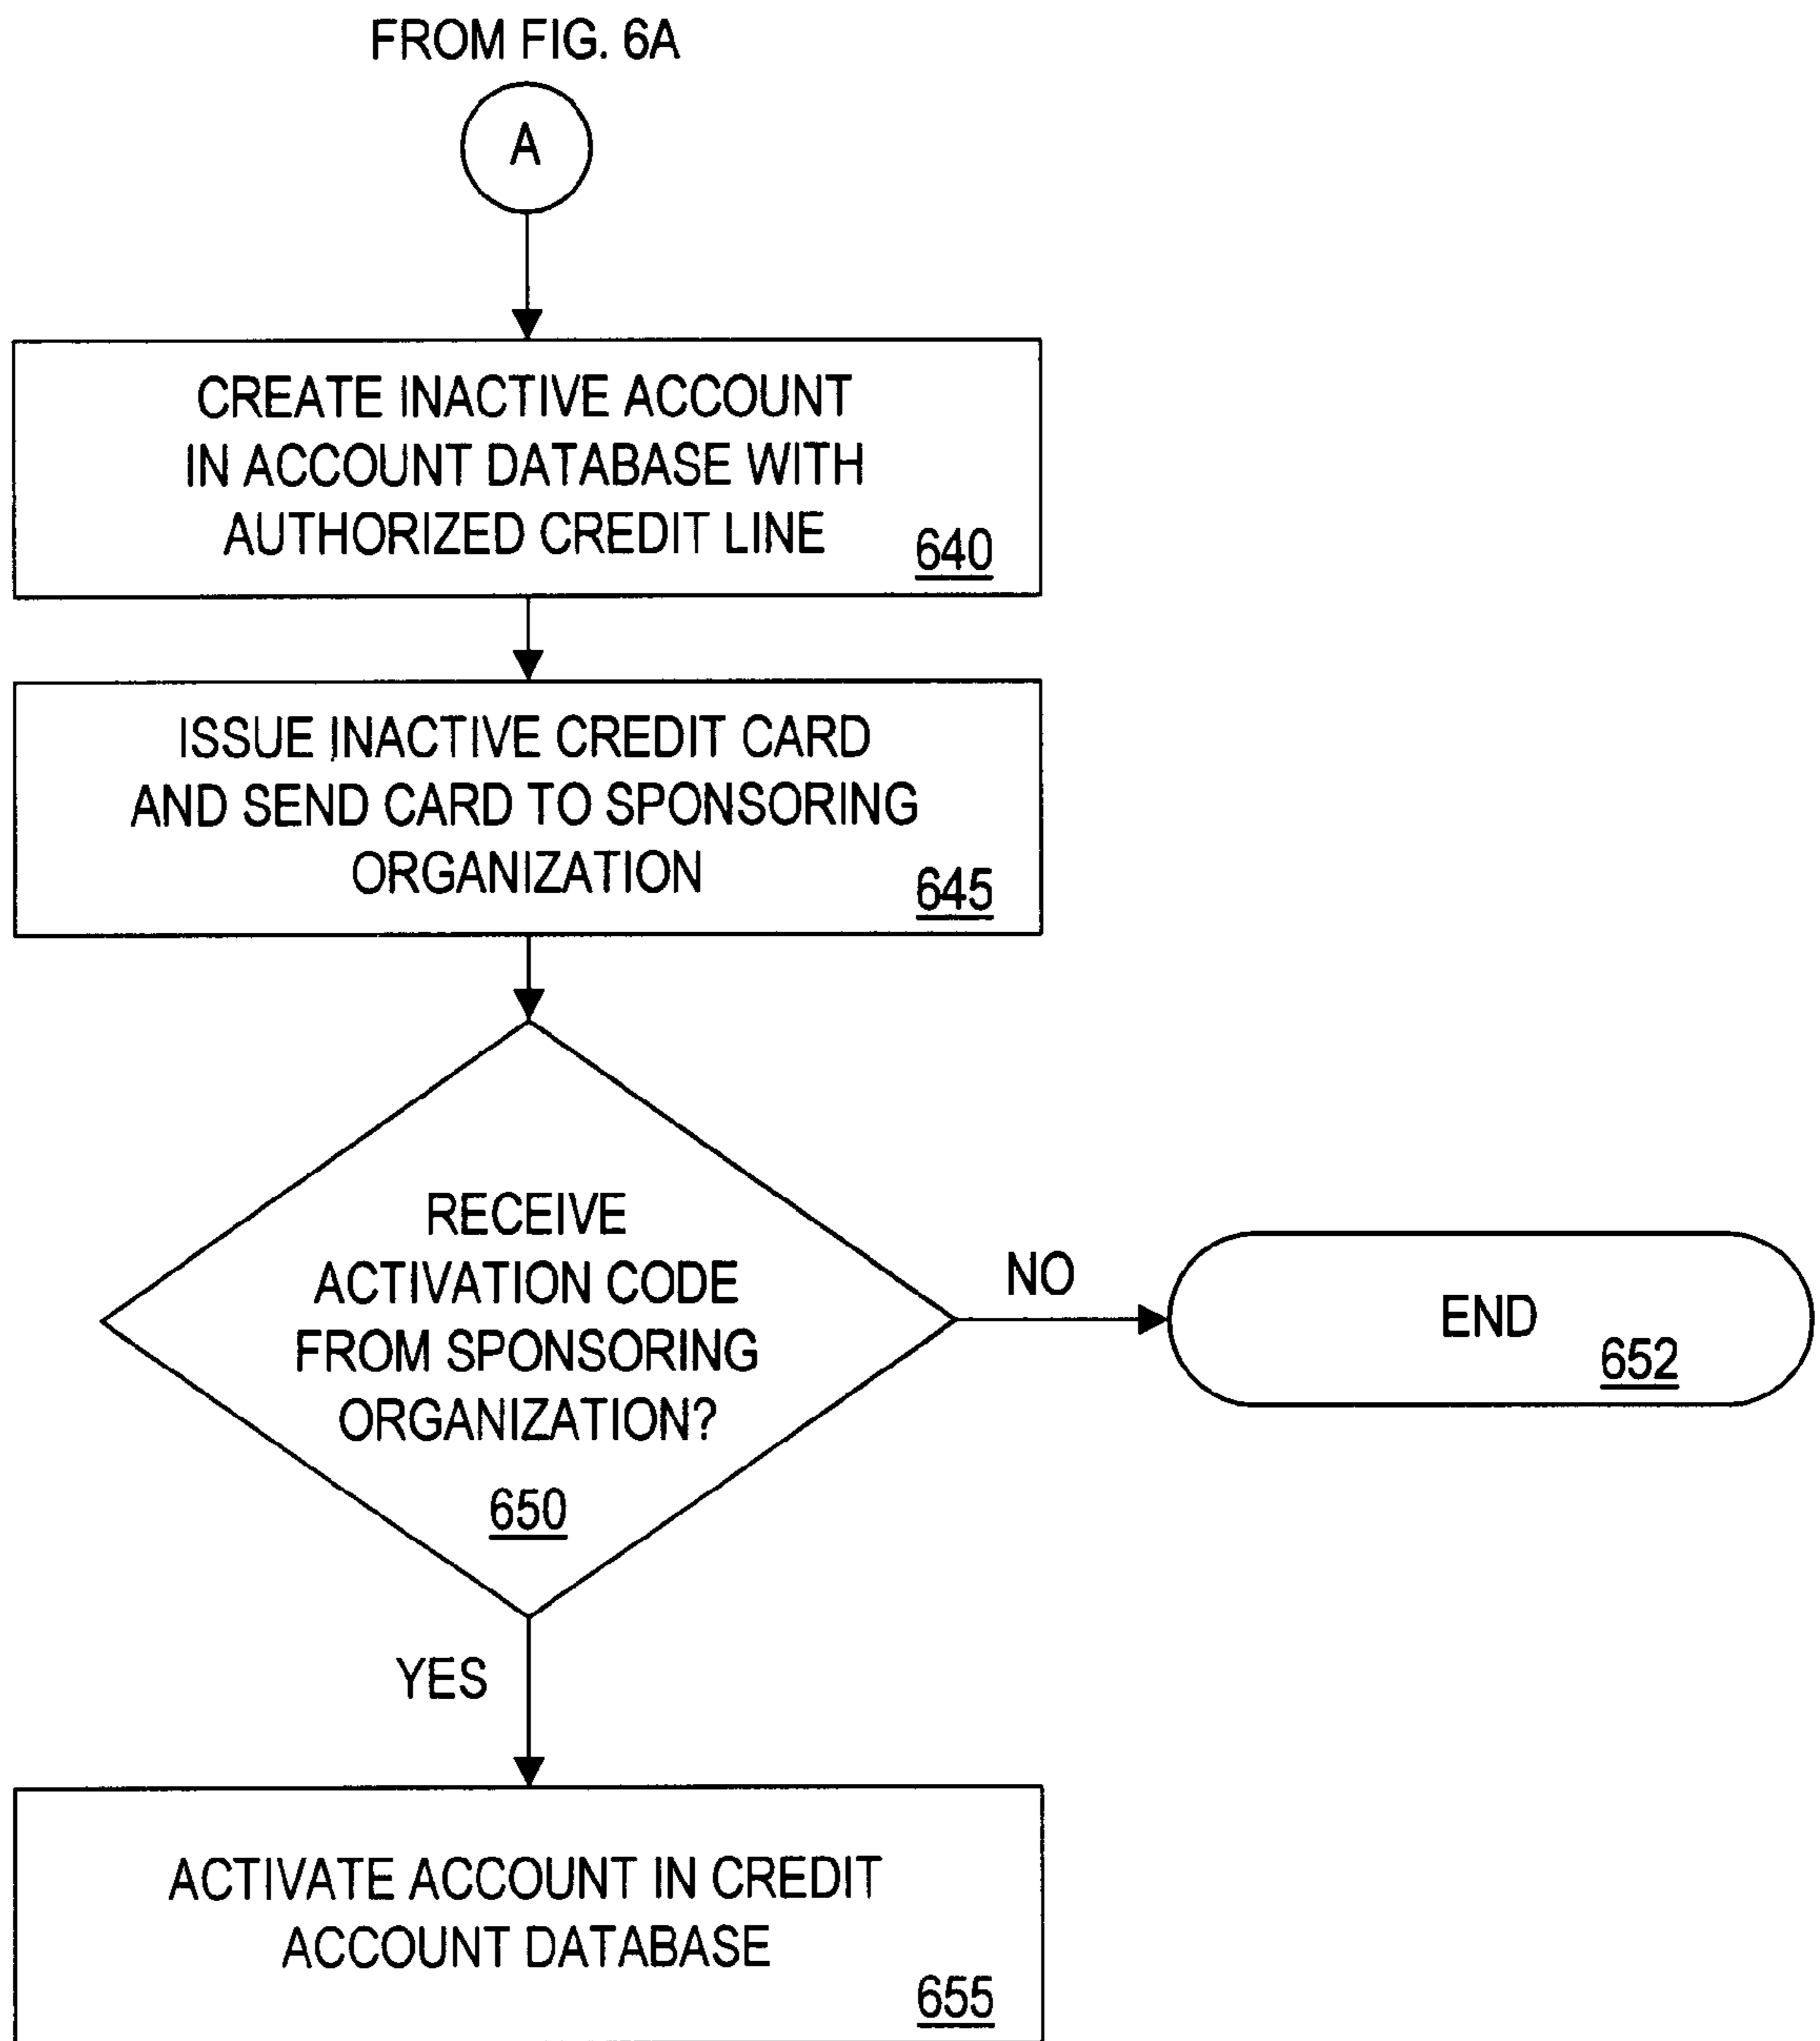 FROM FIG. 6A
A
CREATE INACTIVE ACCOUNT
IN ACCOUNT DATABASE WITH
AUTHORIZED CREDIT LINE
640
ISSUE INACTIVE CREDIT CARD
AND SEND CARD TO SPONSORING
ORGANIZATION
645
RECEIVE
ACTIVATION CODE
FROM SPONSORING
ORGANIZATION?
650
NO
END
652
YES
ACTIVATE ACCOUNT IN CREDIT
ACCOUNT DATABASE
655